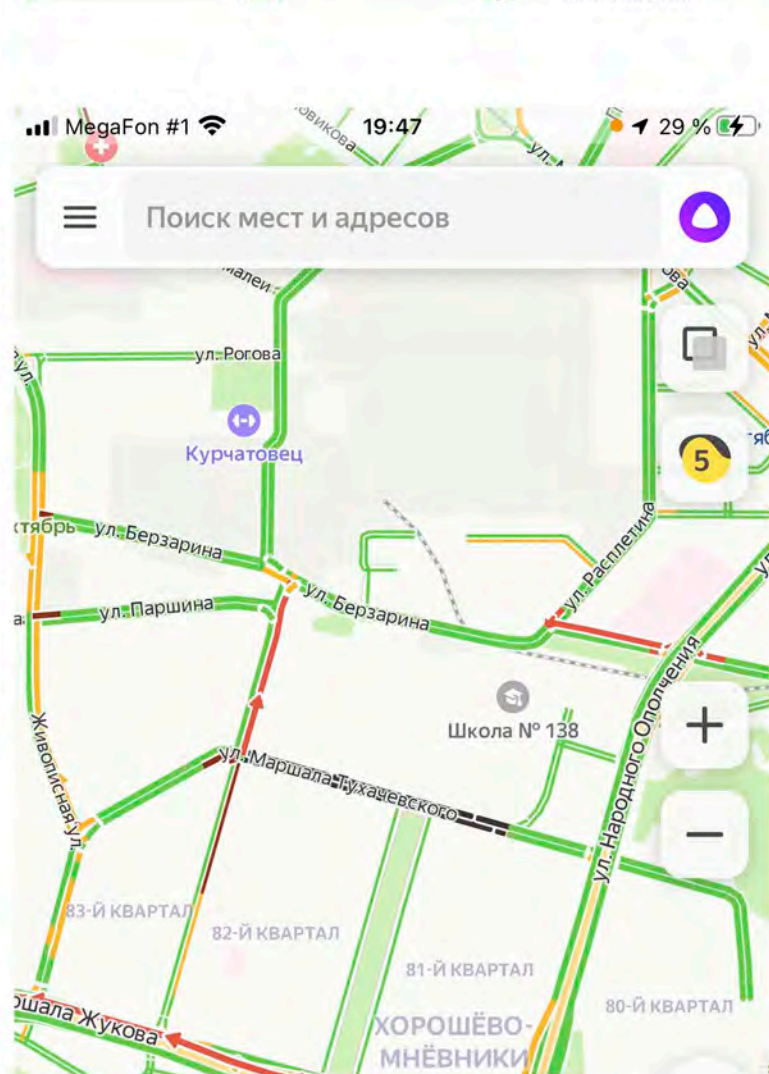 MegaFon #1
19:47
29 %
Поиск мест и адресов
ул. Рогова
Курчатовец
5
ул. Берзарина
ул. Паршина
ул. Берзарина
ул. Расплетина
Школа № 138
ул. Народного Ополчения
Живописная ул.
ул. Маршала Тухачевского
83-Й КВАРТАЛ
82-Й КВАРТАЛ
81-Й КВАРТАЛ
80-Й КВАРТАЛ
Жукова
ХОРОШЁВО-
МНЁВНИКИ